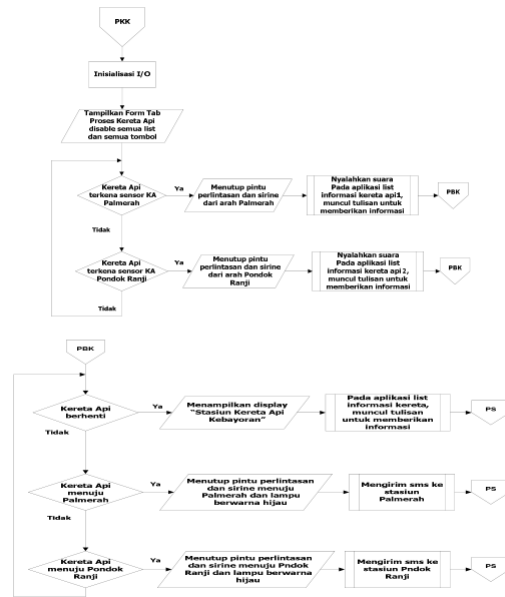 PKK
Inisialisasi I/O
Tampilkan Form Tab
Proses Kereta Api
disable semua list
dan semua tombol
Kereta Api
terkena sensor KA
Palmerah
Ya
Menutup pintu
perlintasan dan sirine
dari arah Palmerah
Nyalahkan suara
Pada aplikasi list
informasi kereta api1,
muncul tulisan untuk
memberikan informasi
PBK
Tidak
Kereta Api
terkena sensor KA
Pondok Ranji
Ya
Menutup pintu
perlintasan dan sirine
dari arah Pondok
Ranji
Nyalahkan suara
Pada aplikasi list
informasi kereta api 2,
muncul tulisan untuk
memberikan informasi
PBK
Tidak
PBK
Kereta Api
berhenti
Ya
Menampilkan display
"Stasiun Kereta Api
Kebayoran"
Pada aplikasi list
informasi kereta,
muncul tulisan
untuk memberikan
informasi
PS
Tidak
Kereta Api
menuju
Palmerah
Ya
Menutup pintu perlintasan
dan sirine menuju
Palmerah dan lampu
berwarna hijau
Mengirim sms ke
stasiun
Palmerah
PS
Tidak
Kereta Api
menuju Pondok
Ranji
Ya
Menutup pintu perlintasan
dan sirine menuju Pndok
Ranji dan lampu berwarna
hijau
Mengirim sms ke
stasiun Pndok
Ranji
PS